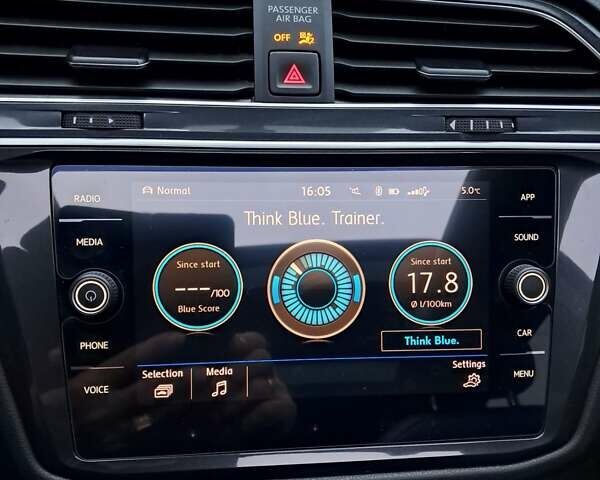 PASSENGER
AIR BAG
OFF
RADIO
MEDIA
PHONE
VOICE
Normal
16:05
5.0°C
Think Blue. Trainer.
Since start
---/100
Blue Score
Since start
17.8
Ø l/100km
Think Blue.
Selection
Media
Settings
APP
SOUND
CAR
MENU